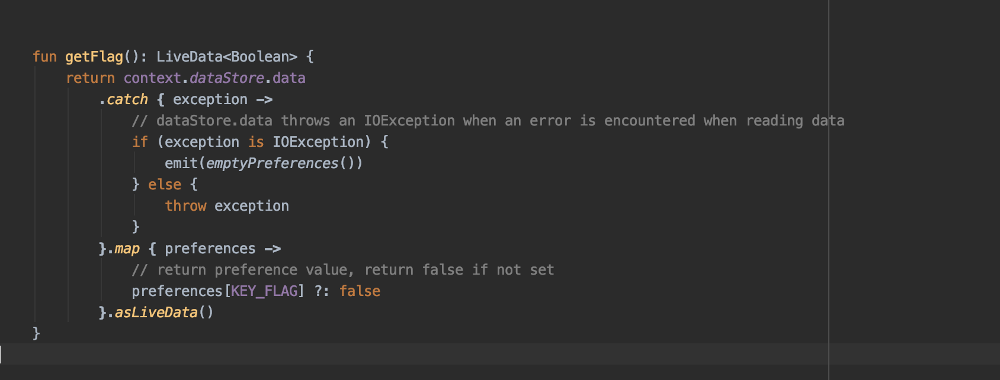 fun getFlag(): LiveData<Boolean> {
return context.dataStore.data
.catch { exception ->
// dataStore.data throws an IOException when an error is encountered when reading data
if (exception is IOException) {
emit(emptyPreferences())
} else {
throw exception
}
}.map { preferences ->
// return preference value, return false if not set
preferences[KEY_FLAG] ?: false
}.asLiveData()
}